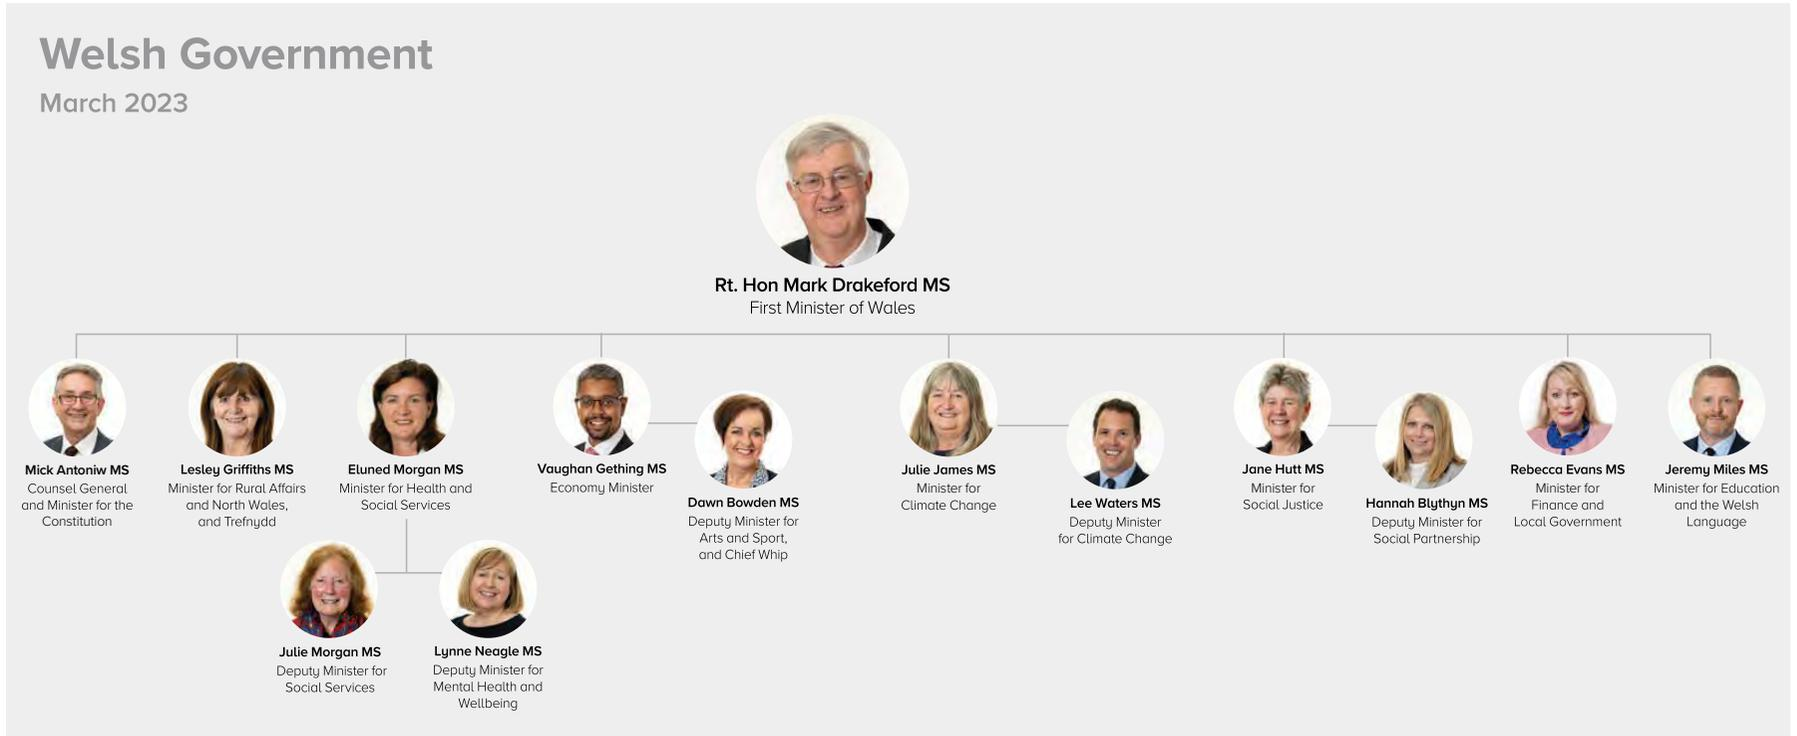 Welsh Government
March 2023
Rt. Hon Mark Drakeford MS
First Minister of Wales
Mick Antoniw MS
Counsel General
and Minister for the
Constitution
Lesley Griffiths MS
Minister for Rural Affairs
and North Wales,
and Trefnydd
Eluned Morgan MS
Minister for Health and
Social Services
Vaughan Gething MS
Economy Minister
Dawn Bowden MS
Deputy Minister for
Arts and Sport,
and Chief Whip
Julie James MS
Minister for
Climate Change
Lee Waters MS
Deputy Minister
for Climate Change
Jane Hutt MS
Minister for
Social Justice
Hannah Blythyn MS
Deputy Minister for
Social Partnership
Rebecca Evans MS
Minister for
Finance and
Local Government
Jeremy Miles MS
Minister for Education
and the Welsh
Language
Julie Morgan MS
Deputy Minister for
Social Services
Lynne Neagle MS
Deputy Minister for
Mental Health and
Wellbeing